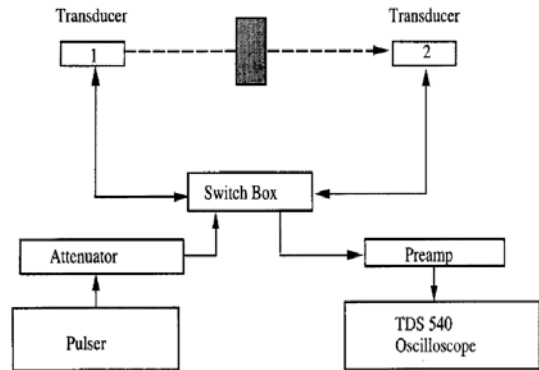 Transducer
Transducer
1
2
Switch Box
Attenuator
Preamp
Pulser
TDS 540
Oscilloscope